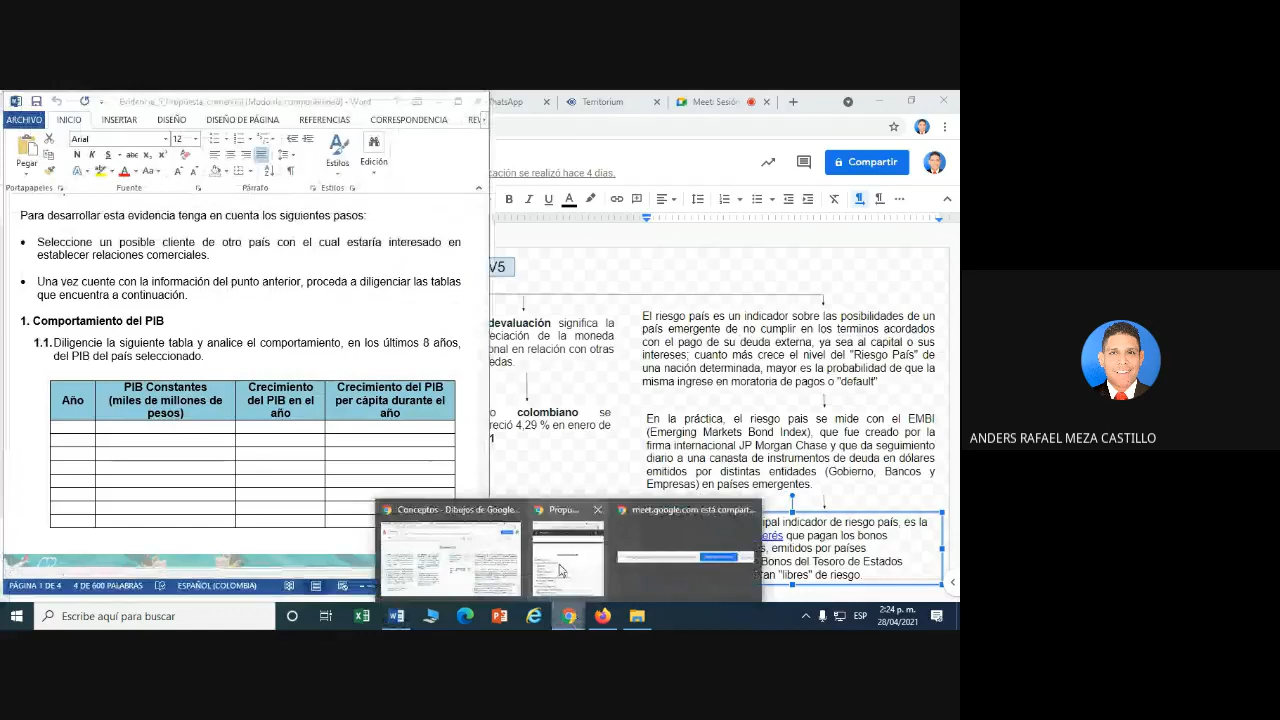 Evidencia_5_Propuesta_comercial [Modo de compatibilidad] - Word
ARCHIVO INICIO INSERTAR DISEÑO DISEÑO DE PÁGINA REFERENCIAS CORRESPONDENCIA
Arial 12
Pegar N K S abc x₂ x² Estilos Edición
Portapapeles Fuente Párrafo Estilos
Para desarrollar esta evidencia tenga en cuenta los siguientes pasos:
• Seleccione un posible cliente de otro país con el cual estaría interesado en
establecer relaciones comerciales.
• Una vez cuente con la información del punto anterior, proceda a diligenciar las tablas
que encuentra a continuación.
1. Comportamiento del PIB
1.1. Diligencie la siguiente tabla y analice el comportamiento, en los últimos 8 años,
del PIB del país seleccionado.
Año
PIB Constantes
(miles de millones de
pesos)
Crecimiento
del PIB en el
año
Crecimiento del PIB
per cápita durante el
año
PÁGINA 1 DE 4 4 DE 600 PALABRAS ESPAÑOL (COLOMBIA)
WhatsApp Territorium Meet: Sesión
cación se realizó hace 4 días.
Compartir
B I U A
V5
devaluación significa la
eciación de la moneda
onal en relación con otras
edas.
o colombiano se
reció 4,29 % en enero de
1
El riesgo país es un indicador sobre las posibilidades de un
país emergente de no cumplir en los terminos acordados
con el pago de su deuda externa, ya sea al capital o sus
intereses; cuanto más crece el nivel del "Riesgo País" de
una nación determinada, mayor es la probabilidad de que la
misma ingrese en moratoria de pagos o "default"
En la práctica, el riesgo pais se mide con el EMBI
(Emerging Markets Bond Index), que fue creado por la
firma internacional JP Morgan Chase y que da seguimiento
diario a una canasta de instrumentos de deuda en dólares
emitidos por distintas entidades (Gobierno, Bancos y
Empresas) en países emergentes.
ipal indicador de riesgo país, es la
erés que pagan los bonos
s, emitidos por países
Bonos del Tesoro de Estados
ran "libres" de riesgo
Conceptos - Dibujos de Google... Propu... meet.google.com está compart...
Escribe aquí para buscar
ESP
2:24 p. m.
28/04/2021
ANDERS RAFAEL MEZA CASTILLO